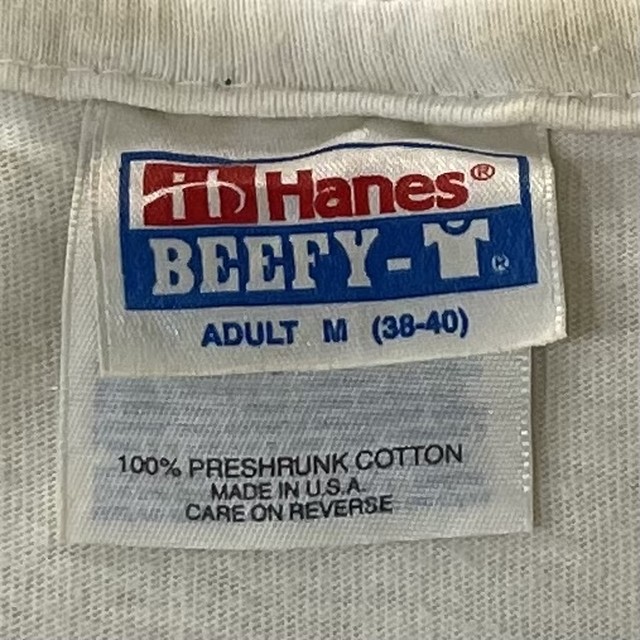 Hanes®
BEEFY-T®
ADULT M (38-40)
100% PRESHRUNK COTTON
MADE IN U.S.A.
CARE ON REVERSE